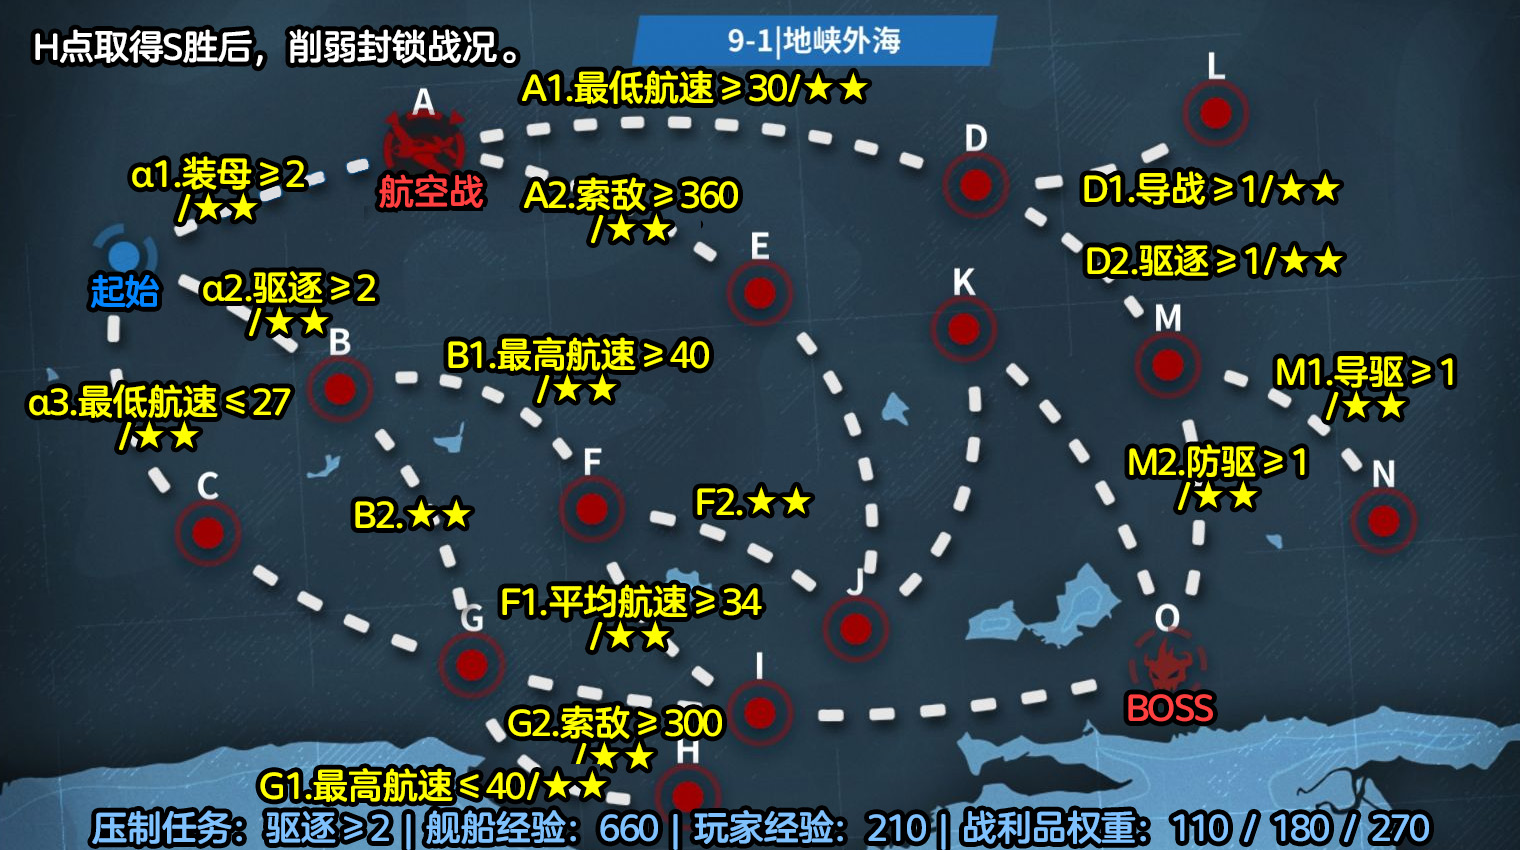 H点取得S胜后，削弱封锁战况。
9-1|地峡外海
L
A
A1.最低航速≥30/★★
D
α1.装母≥2
/★★
航空战
A2.索敌≥360
/★★
D1.导战≥1/★★
E
D2.驱逐≥1/★★
起始
α2.驱逐≥2
/★★
K
M
B
B1.最高航速≥40
/★★
M1.导驱≥1
/★★
α3.最低航速≤27
/★★
C
F
M2.防驱≥1
/★★
N
B2.★★
F2.★★
J
G
F1.平均航速≥34
/★★
O
I
BOSS
G2.索敌≥300
/★★
H
G1.最高航速≤40/★★
压制任务：驱逐≥2 | 舰船经验：660 | 玩家经验：210 | 战利品权重：110 / 180 / 270